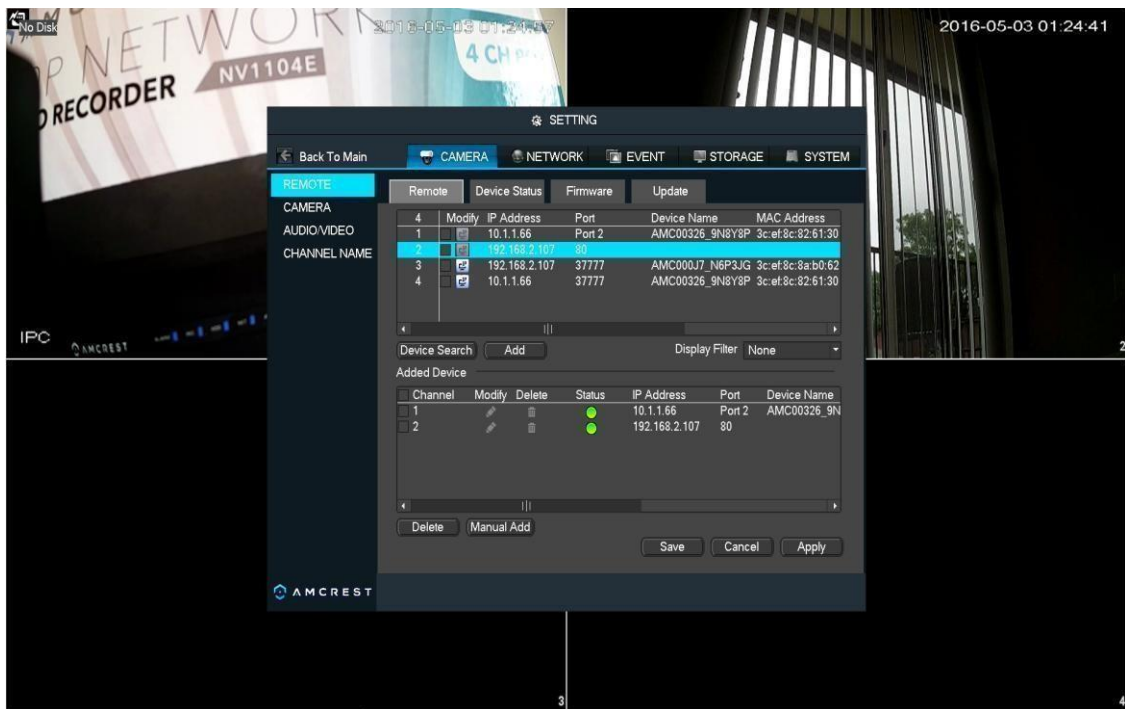 No Disk
2016-05-03 01:24:57
2016-05-03 01:24:41
P NETWORK
4 CH
NV1104E
RECORDER
SETTING
Back To Main CAMERA NETWORK EVENT STORAGE SYSTEM
REMOTE
CAMERA
AUDIO/VIDEO
CHANNEL NAME
Remote Device Status Firmware Update
4 Modify IP Address Port Device Name MAC Address
1 10.1.1.66 Port 2 AMC00326_9N8Y8P 3c:ef:8c:82:61:30
2 192.168.2.107 80
3 192.168.2.107 37777 AMC000J7_N6P3JG 3c:ef:8c:8a:b0:62
4 10.1.1.66 37777 AMC00326_9N8Y8P 3c:ef:8c:82:61:30
Device Search Add Display Filter None
Added Device
Channel Modify Delete Status IP Address Port Device Name
1 10.1.1.66 Port 2 AMC00326_9N
2 192.168.2.107 80
Delete Manual Add
Save Cancel Apply
AMCREST
IPC
AMCREST
2
3
4